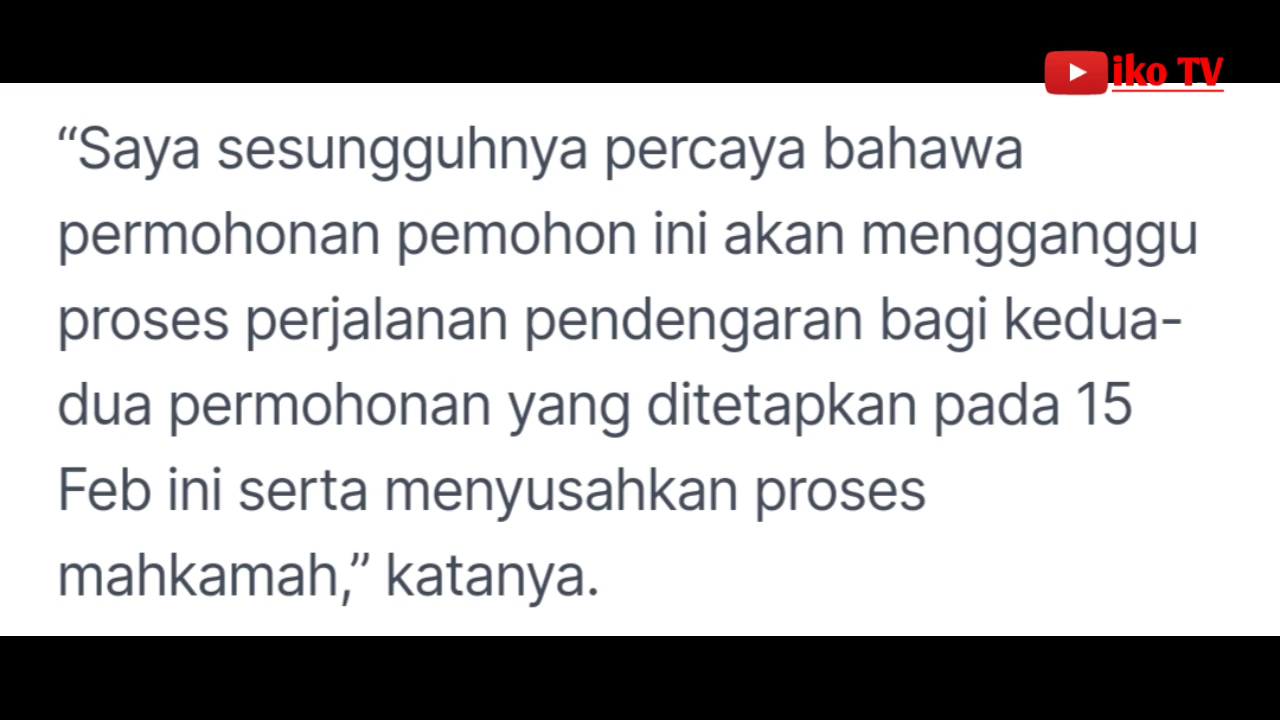 iko TV
“Saya sesungguhnya percaya bahawa
permohonan pemohon ini akan mengganggu
proses perjalanan pendengaran bagi kedua-
dua permohonan yang ditetapkan pada 15
Feb ini serta menyusahkan proses
mahkamah,” katanya.